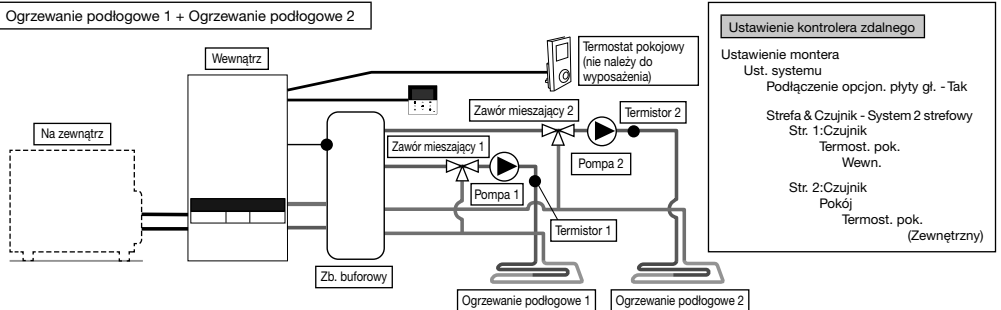 Ogrzewanie podłogowe 1 + Ogrzewanie podłogowe 2
Wewnątrz
Termostat pokojowy
(nie należy do
wyposażenia)
Na zewnątrz
Zawór mieszający 2
Termistor 2
Zawór mieszający 1
Pompa 2
Pompa 1
Termistor 1
Zb. buforowy
Ogrzewanie podłogowe 1
Ogrzewanie podłogowe 2
Ustawienie kontrolera zdalnego
Ustawienie montera
Ust. systemu
Podłączenie opcjon. płyty gł. - Tak
Strefa & Czujnik - System 2 strefowy
Str. 1:Czujnik
Termost. pok.
Wewn.
Str. 2:Czujnik
Pokój
Termost. pok.
(Zewnętrzny)